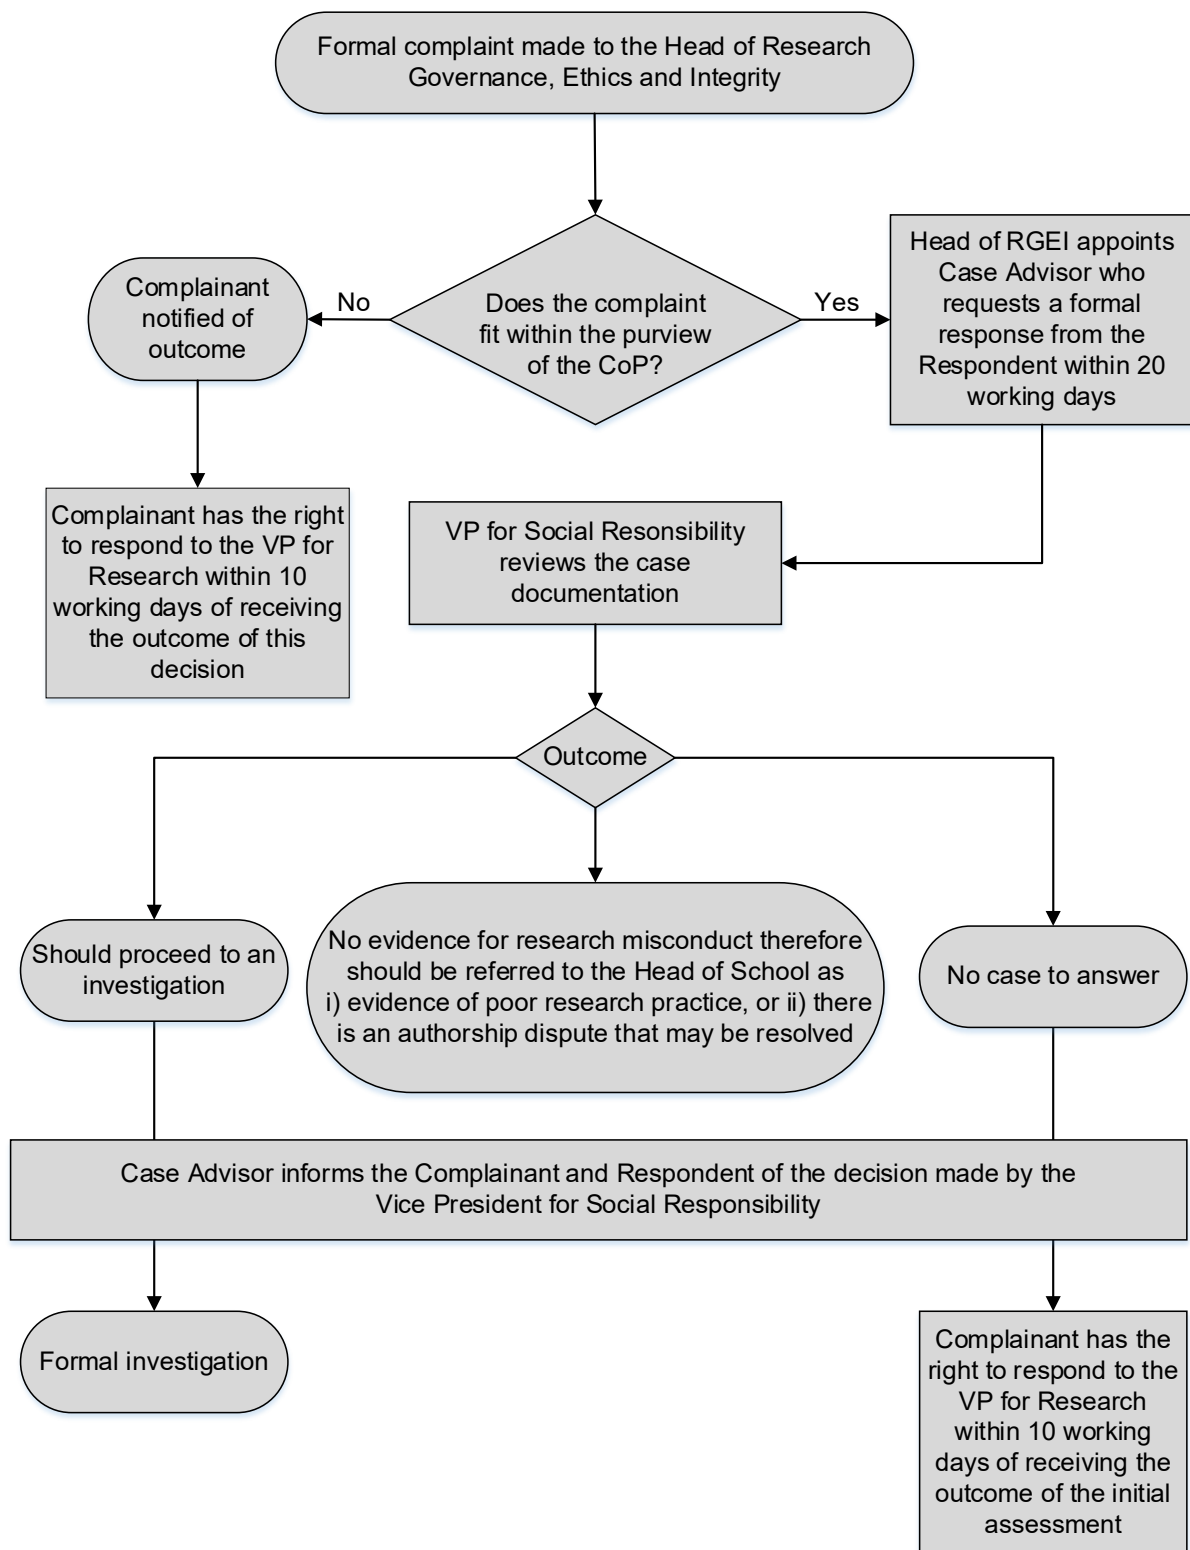 Formal complaint made to the Head of Research
Governance, Ethics and Integrity
Does the complaint
fit within the purview
of the CoP?
No
Yes
Complainant
notified of
outcome
Head of RGEI appoints
Case Advisor who
requests a formal
response from the
Respondent within 20
working days
Complainant has the right
to respond to the VP for
Research within 10
working days of receiving
the outcome of this
decision
VP for Social Resonsibility
reviews the case
documentation
Outcome
Should proceed to an
investigation
No evidence for research misconduct therefore
should be referred to the Head of School as
i) evidence of poor research practice, or ii) there
is an authorship dispute that may be resolved
No case to answer
Case Advisor informs the Complainant and Respondent of the decision made by the
Vice President for Social Responsibility
Formal investigation
Complainant has the
right to respond to the
VP for Research
within 10 working
days of receiving the
outcome of the initial
assessment